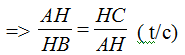 => AH/HB = HC/AH ( t/c)